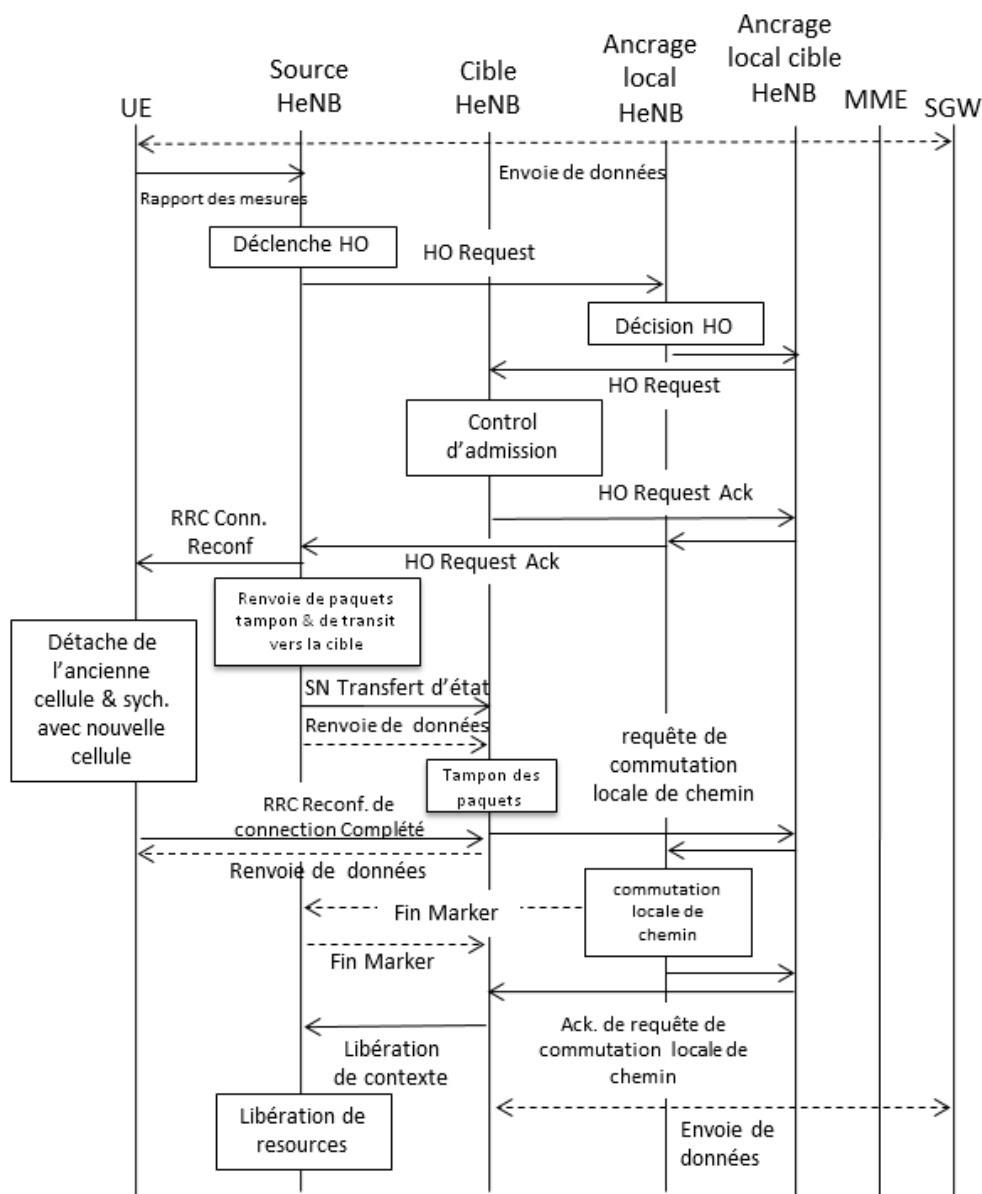 UE
Source
HeNB
Cible
HeNB
Ancrage
local
HeNB
Ancrage
local cible
HeNB
MME
SGW
Envoie de données
Rapport des mesures
Déclenche HO
HO Request
Décision HO
HO Request
Control
d'admission
HO Request Ack
RRC Conn.
Reconf
HO Request Ack
Renvoie de paquets
tampon & de transit
vers la cible
Détache de
l'ancienne
cellule & sych.
avec nouvelle
cellule
SN Transfert d'état
Renvoie de données
requête de
commutation
locale de chemin
Tampon des
paquets
RRC Reconf. de
connection Complété
Renvoie de données
commutation
locale de
chemin
Fin Marker
Fin Marker
Ack. de requête de
commutation locale de
chemin
Libération
de contexte
Libération de
resources
Envoie de
données